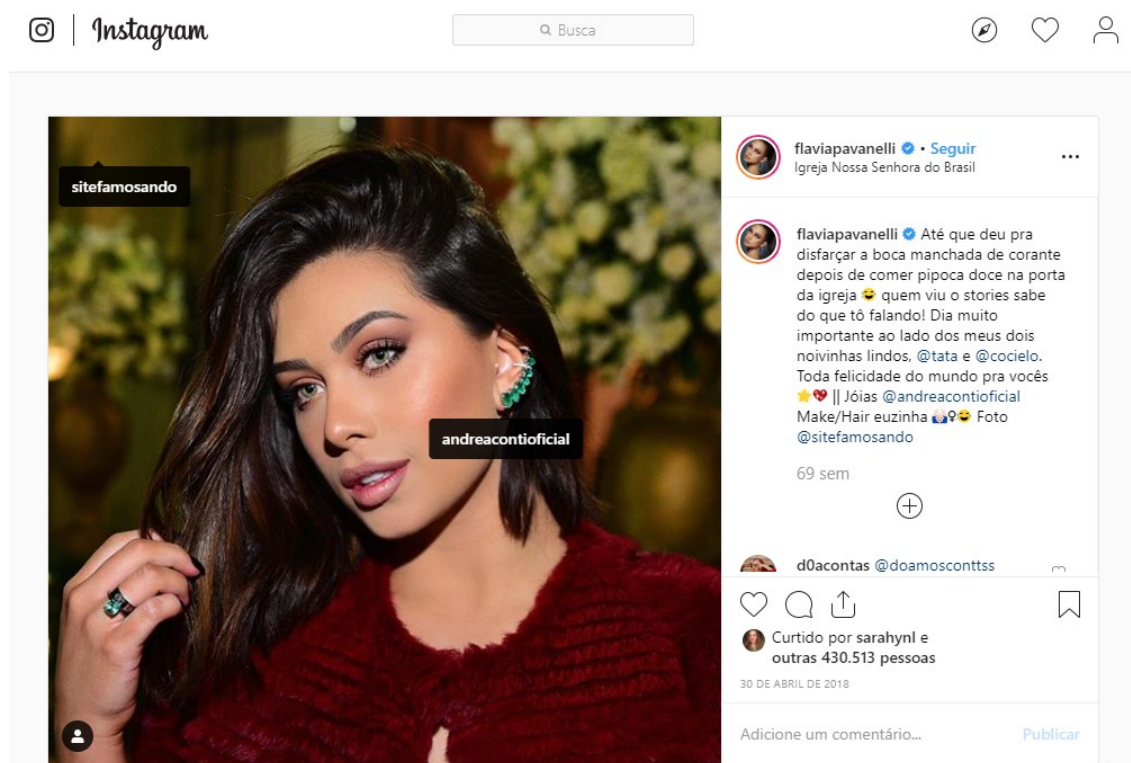 Instagram
Busca
sitefamosando
andreacontioficial
flaviapavanelli • Seguir
Igreja Nossa Senhora do Brasil
flaviapavanelli Até que deu pra
disfarçar a boca manchada de corante
depois de comer pipoca doce na porta
da igreja 😂 quem viu o stories sabe
do que tô falando! Dia muito
importante ao lado dos meus dois
noivinhas lindos, @tata e @cocielo.
Toda felicidade do mundo pra vocês
⭐💖 || Jóias @andreacontioficial
Make/Hair euzinha 🙌🏻♀😂 Foto
@sitefamosando
69 sem
d0acontas @doamosconttss
Curtido por sarahynl e
outras 430.513 pessoas
30 DE ABRIL DE 2018
Adicione um comentário...
Publicar